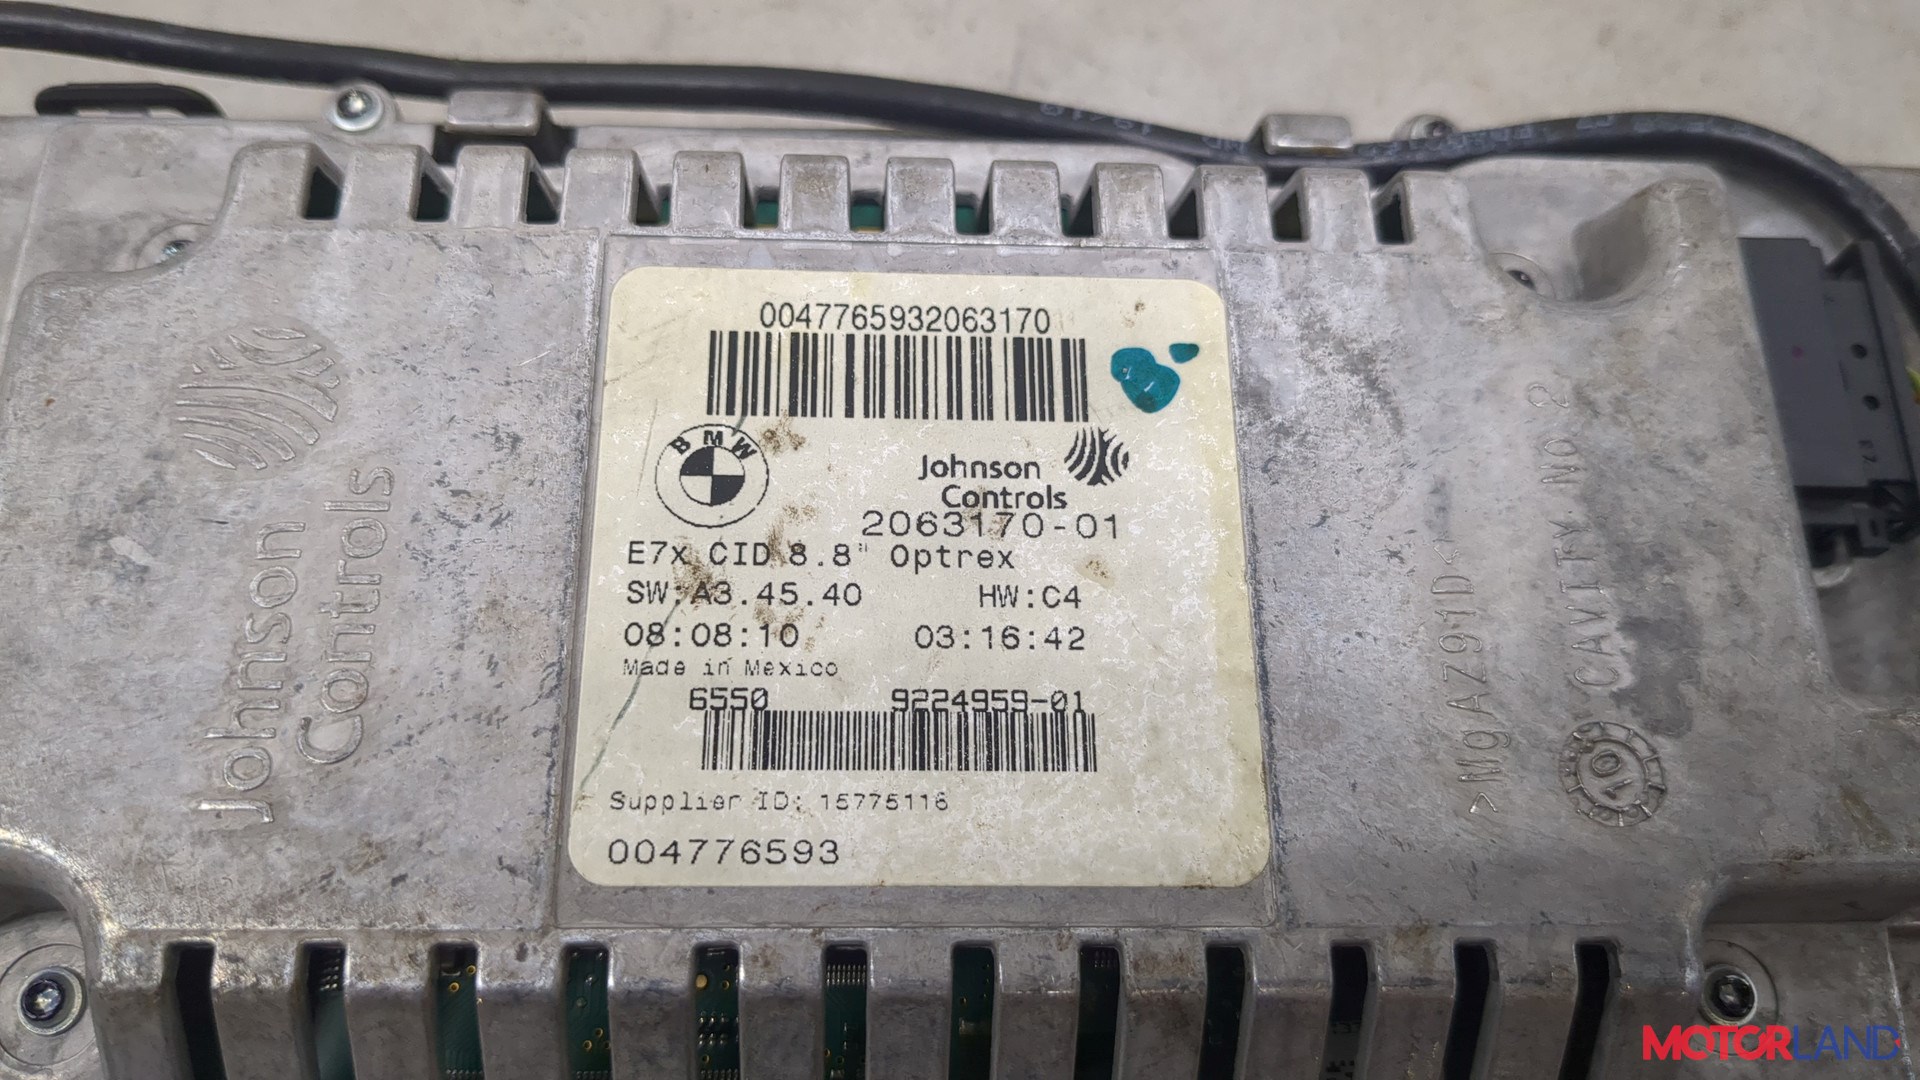 0047765932063170
BMW
Johnson
Controls
2063170-01
E7x CID 8.8" Optrex
SW:A3.45.40 HW:C4
08:08:10 03:16:42
Made in Mexico
6550 9224959-01
Supplier ID: 15775116
004776593
Johnson
Controls
>MgAZ91D<
CAVITY No 2
10
MOTORLAND